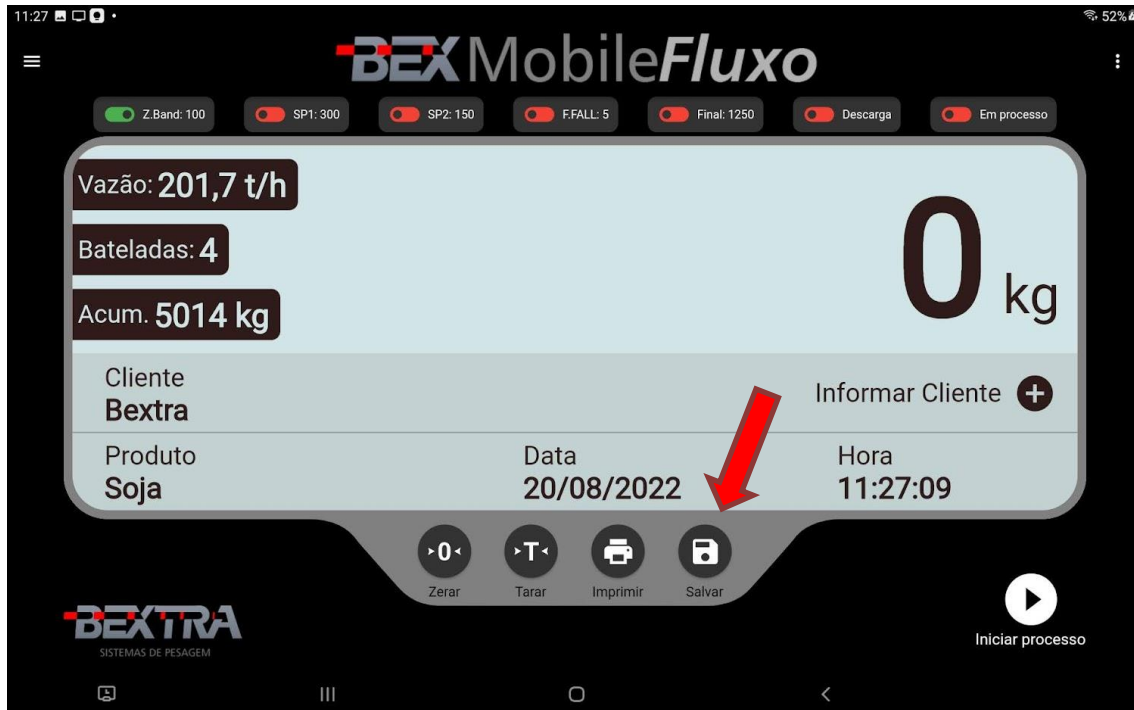 11:27
52%
BEX MobileFluxo
Z.Band: 100
SP1: 300
SP2: 150
F.FALL: 5
Final: 1250
Descarga
Em processo
Vazão: 201,7 t/h
Bateladas: 4
Acum. 5014 kg
0 kg
Cliente
Bextra
Informar Cliente
Produto
Soja
Data
20/08/2022
Hora
11:27:09
>0<
Zerar
>T<
Tarar
Imprimir
Salvar
BEXTRA
SISTEMAS DE PESAGEM
Iniciar processo